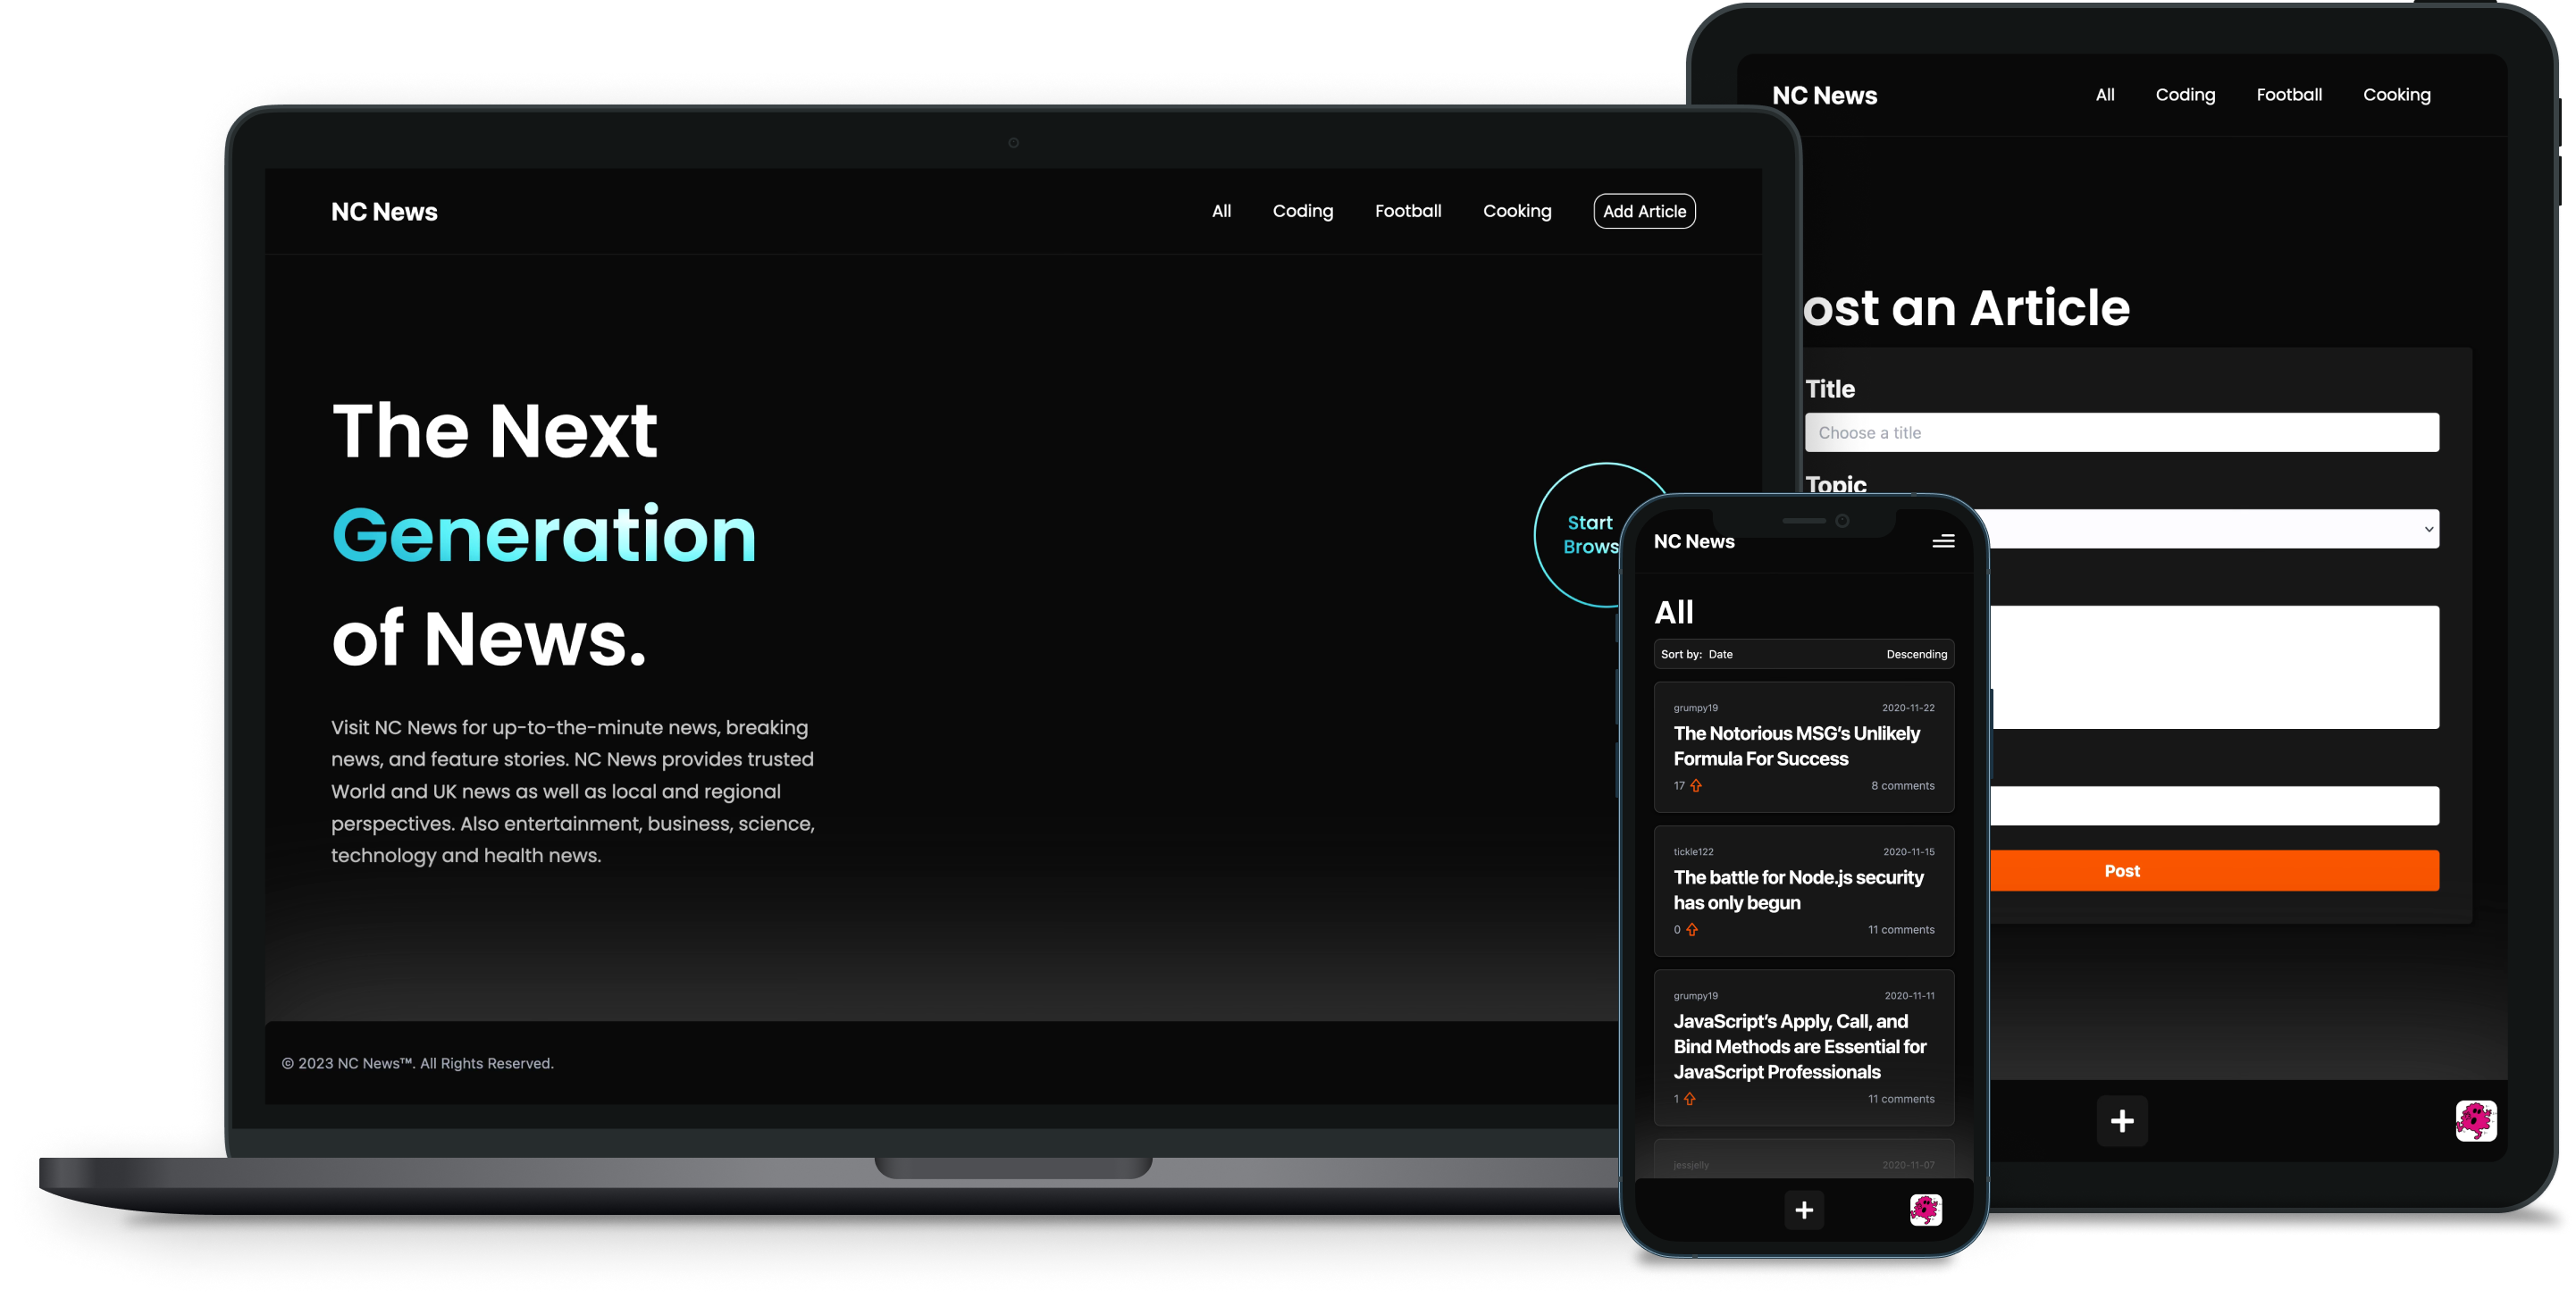 NC News
All Coding Football Cooking Add Article
The Next
Generation
of News.
Visit NC News for up-to-the-minute news, breaking
news, and feature stories. NC News provides trusted
World and UK news as well as local and regional
perspectives. Also entertainment, business, science,
technology and health news.
Start
Brows
© 2023 NC News™. All Rights Reserved.
NC News
All Coding Football Cooking
ost an Article
Title
Choose a title
Topic
Post
NC News
All
Sort by: Date Descending
grumpy19 2020-11-22
The Notorious MSG's Unlikely
Formula For Success
17 8 comments
tickle122 2020-11-15
The battle for Node.js security
has only begun
0 11 comments
grumpy19 2020-11-11
JavaScript's Apply, Call, and
Bind Methods are Essential for
JavaScript Professionals
1 11 comments
jessjelly 2020-11-07